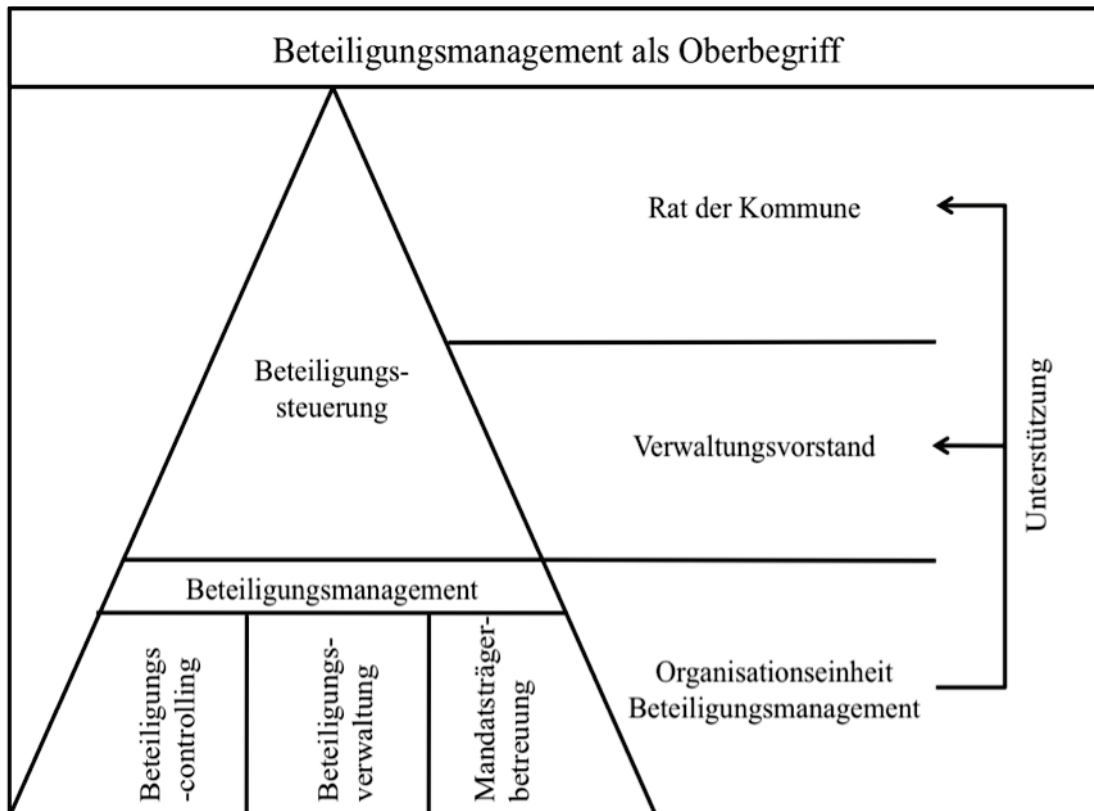 Beteiligungsmanagement als Oberbegriff
Rat der Kommune
Beteiligungs-
steuerung
Verwaltungsvorstand
Unterstützung
Beteiligungsmanagement
Beteiligungs
-controlling
Beteiligungs-
verwaltung
Mandatsträger-
betreuung
Organisationseinheit
Beteiligungsmanagement